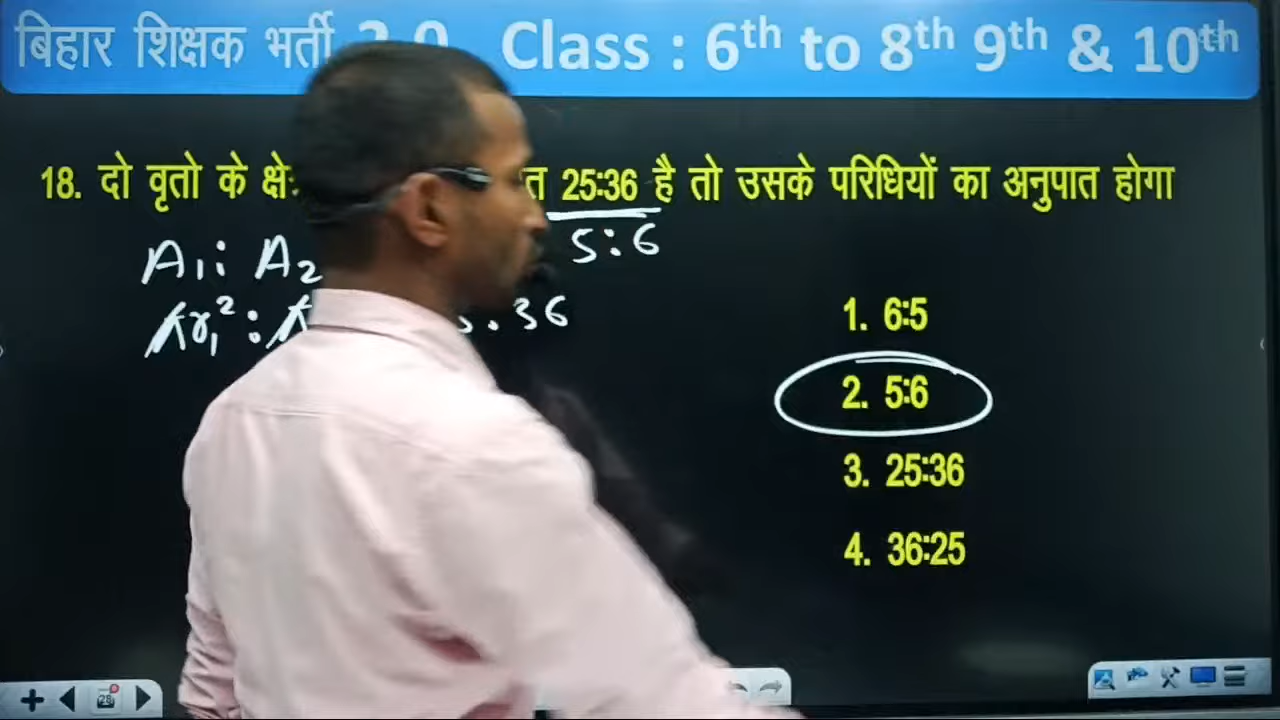 बिहार शिक्षक भर्ती Class : 6th to 8th 9th & 10th
18. दो वृतो के 25:36 है तो उसके परिधियों का अनुपात होगा
5:6
A₁: A₂
πr₁² : 36
1. 6:5
2. 5:6
3. 25:36
4. 36:25